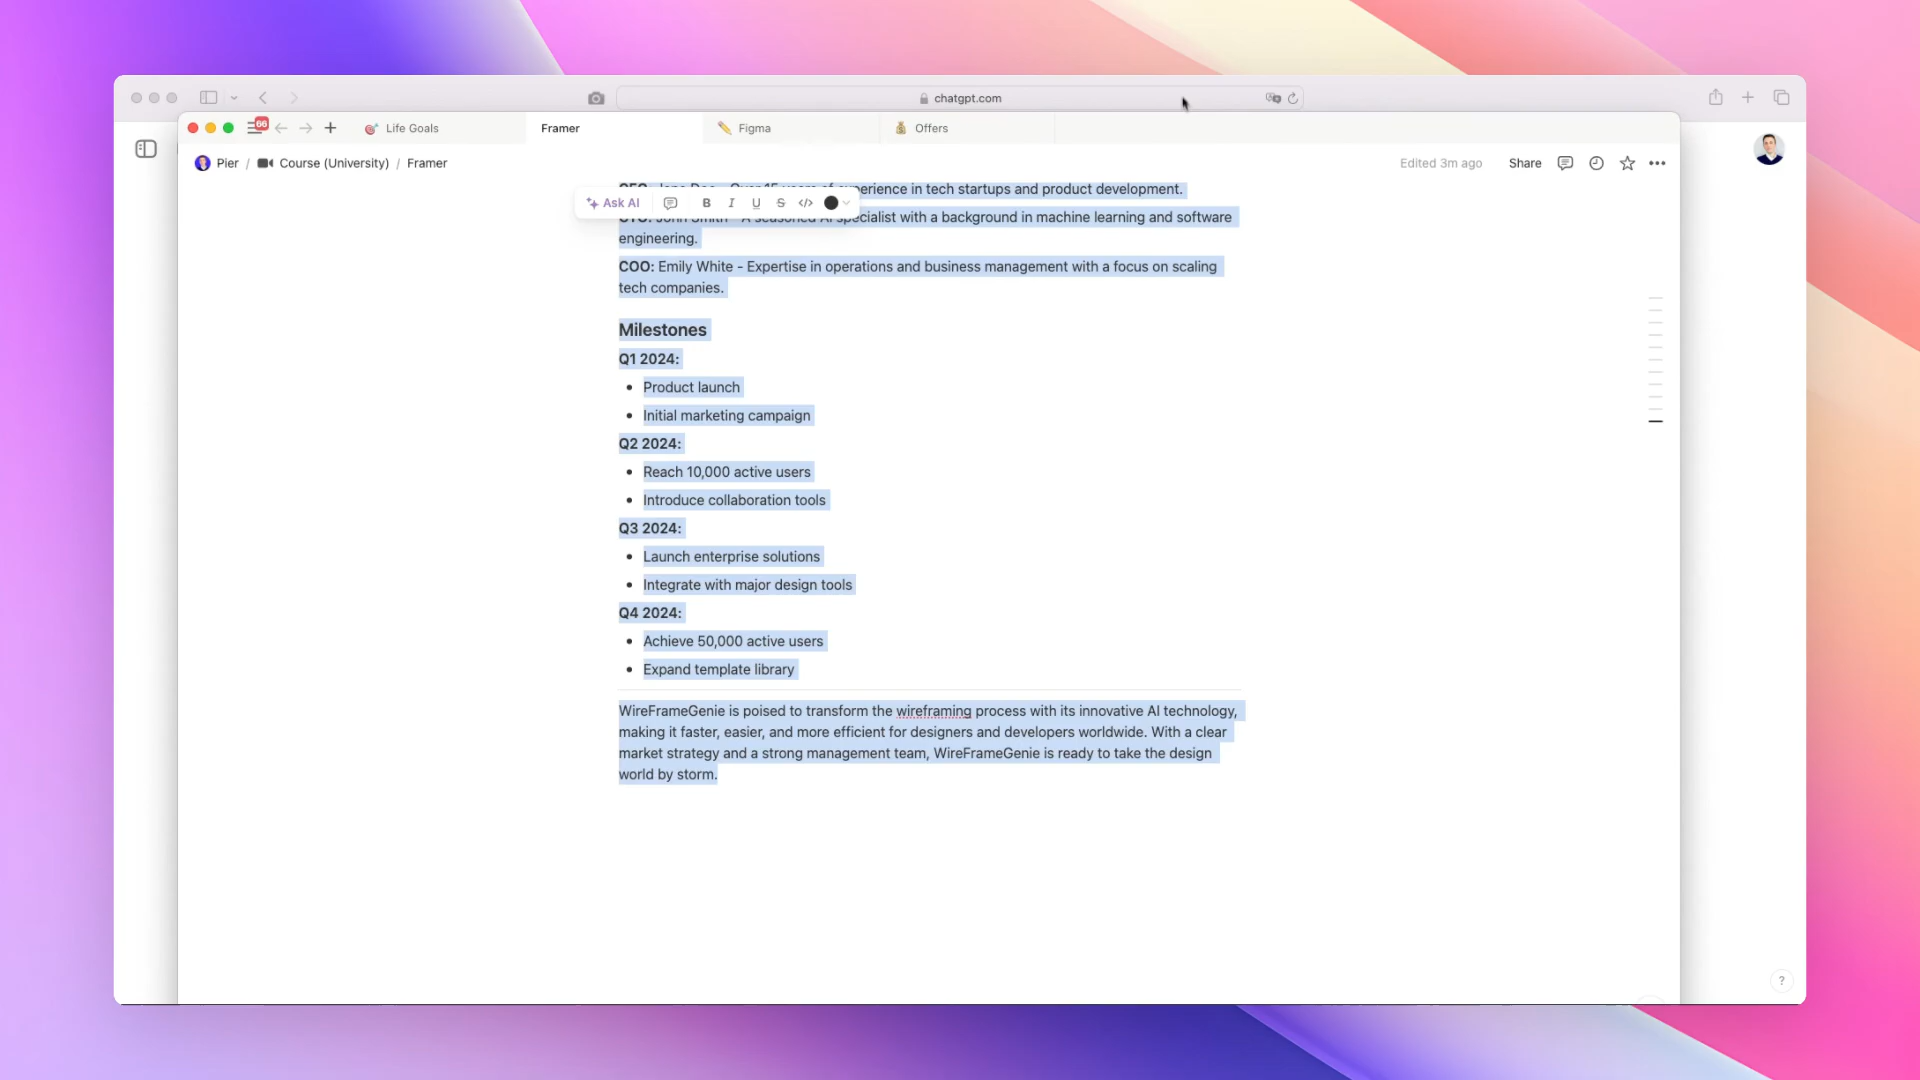 chatgpt.com
66
Life Goals
Framer
Figma
Offers
Pier / Course (University) / Framer
Edited 3m ago
Share
experience in tech startups and product development.
Ask AI
B I U S </>
specialist with a background in machine learning and software
engineering.
COO: Emily White - Expertise in operations and business management with a focus on scaling
tech companies.
Milestones
Q1 2024:
• Product launch
• Initial marketing campaign
Q2 2024:
• Reach 10,000 active users
• Introduce collaboration tools
Q3 2024:
• Launch enterprise solutions
• Integrate with major design tools
Q4 2024:
• Achieve 50,000 active users
• Expand template library
WireFrameGenie is poised to transform the wireframing process with its innovative AI technology,
making it faster, easier, and more efficient for designers and developers worldwide. With a clear
market strategy and a strong management team, WireFrameGenie is ready to take the design
world by storm.
?